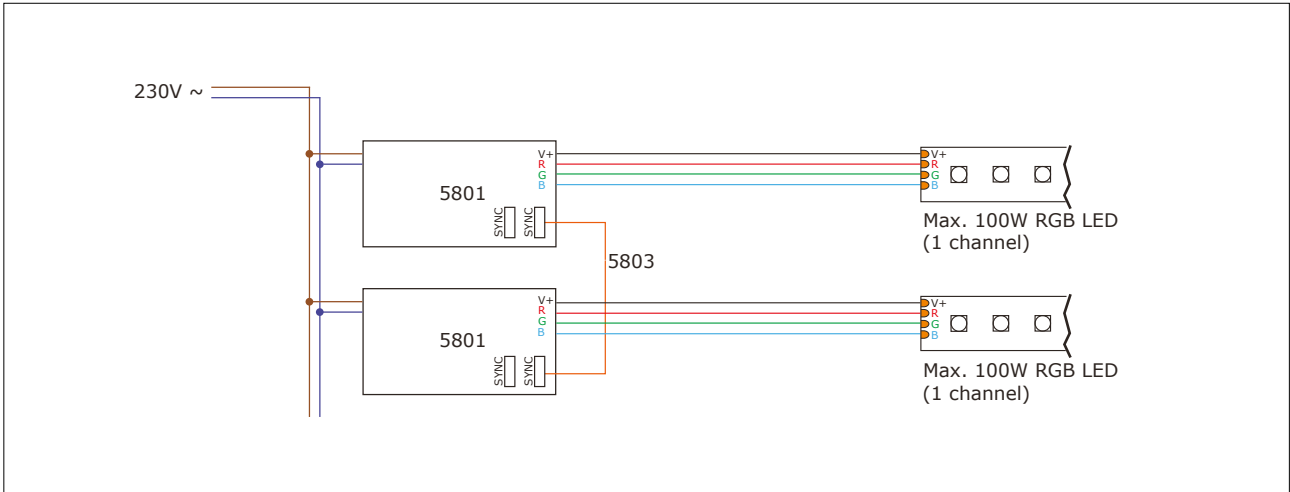 230V ~
5801
V+
R
G
B
SYNC
SYNC
V+
R
G
B
Max. 100W RGB LED
(1 channel)
5803
5801
V+
R
G
B
SYNC
SYNC
V+
R
G
B
Max. 100W RGB LED
(1 channel)